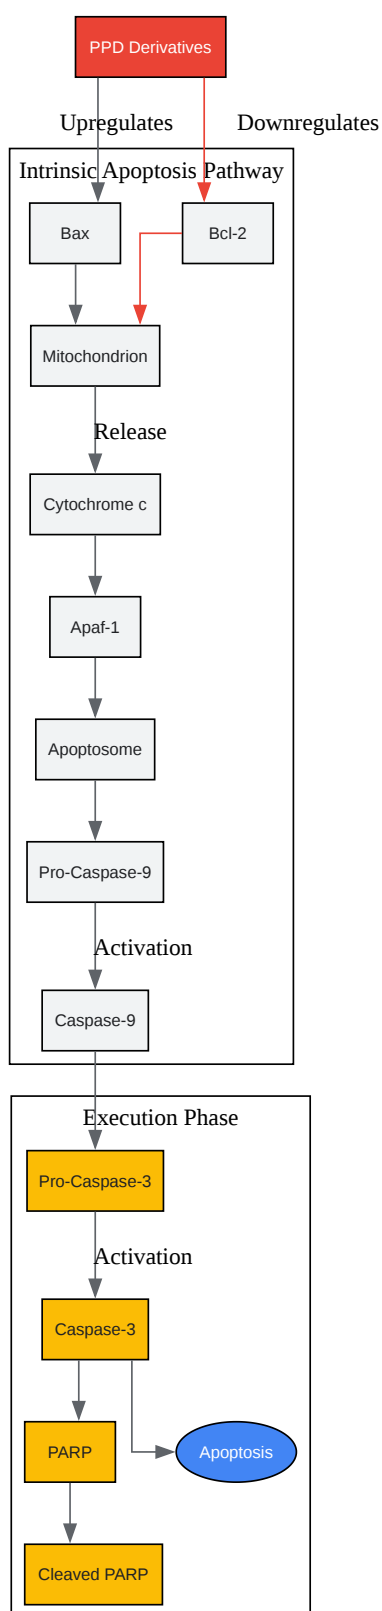 PPD Derivatives
Upregulates
Downregulates
Intrinsic Apoptosis Pathway
Bax
Bcl-2
Mitochondrion
Release
Cytochrome c
Apaf-1
Apoptosome
Pro-Caspase-9
Activation
Caspase-9
Execution Phase
Pro-Caspase-3
Activation
Caspase-3
PARP
Apoptosis
Cleaved PARP